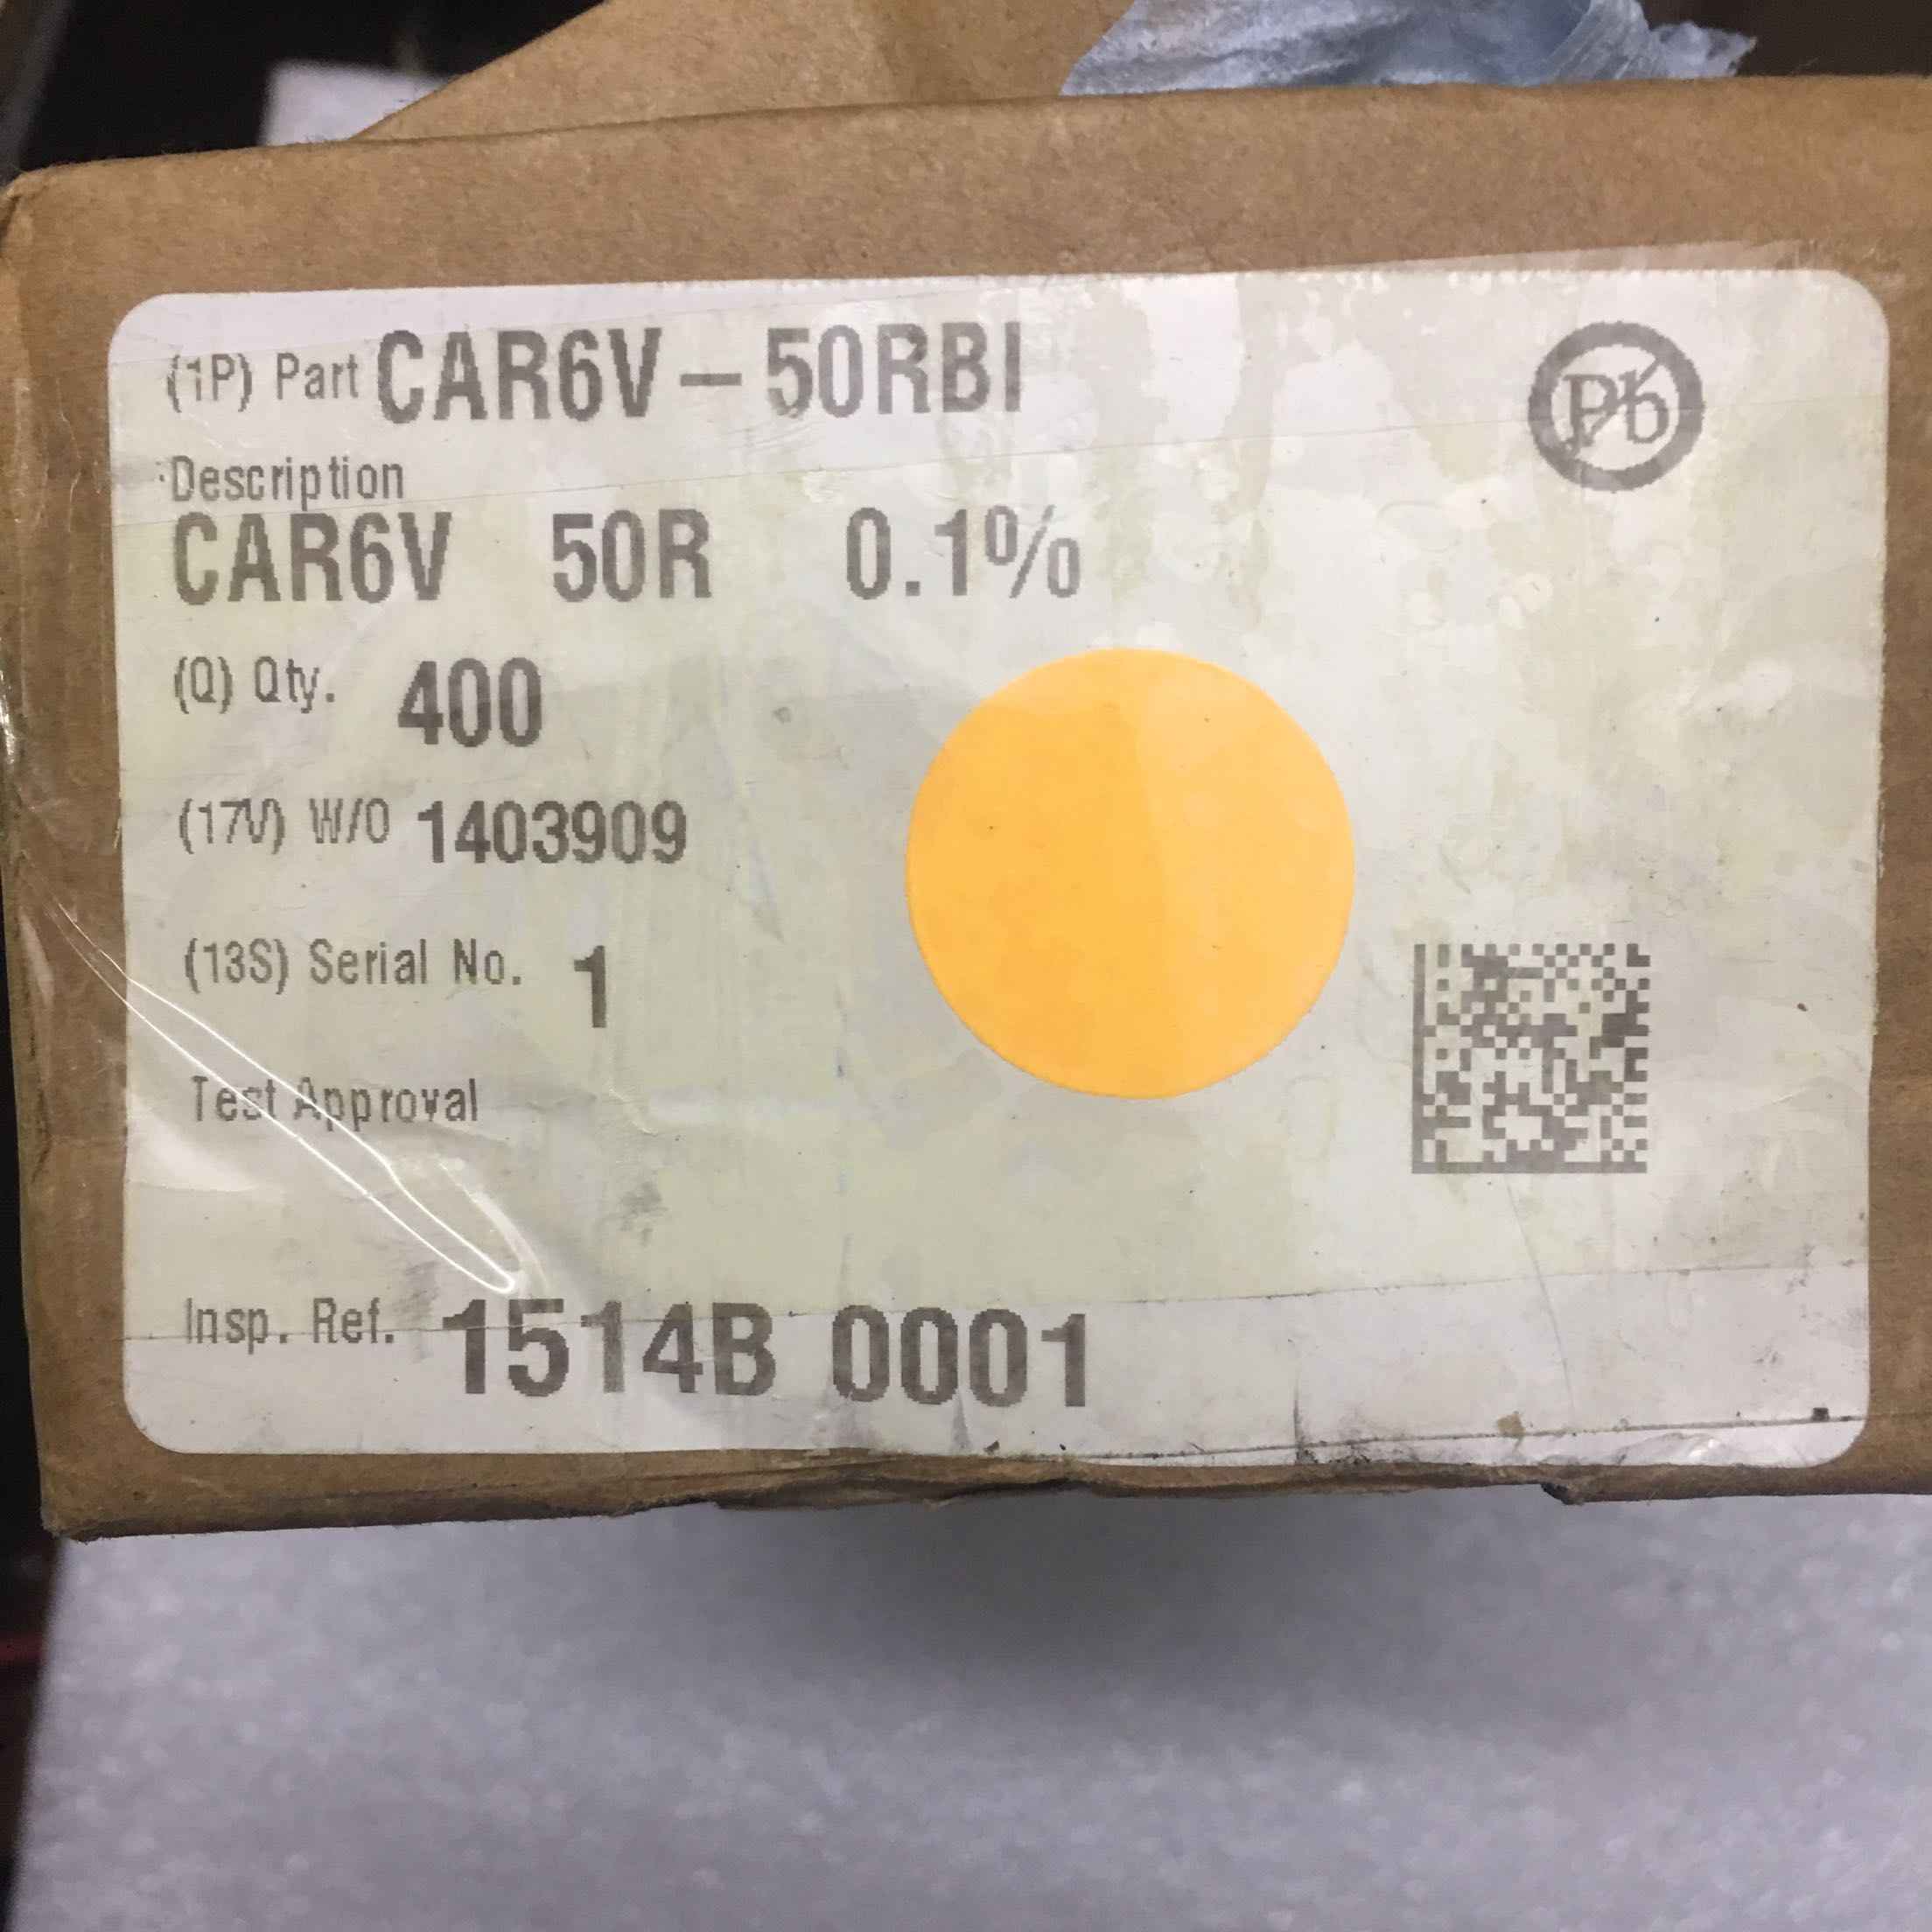 (1P) Part CAR6V-50RBI
Pb
Description
CAR6V 50R 0.1%
(Q) Qty. 400
(17V) W/O 1403909
(13S) Serial No. 1
Test Approval
Insp. Ref. 1514B 0001